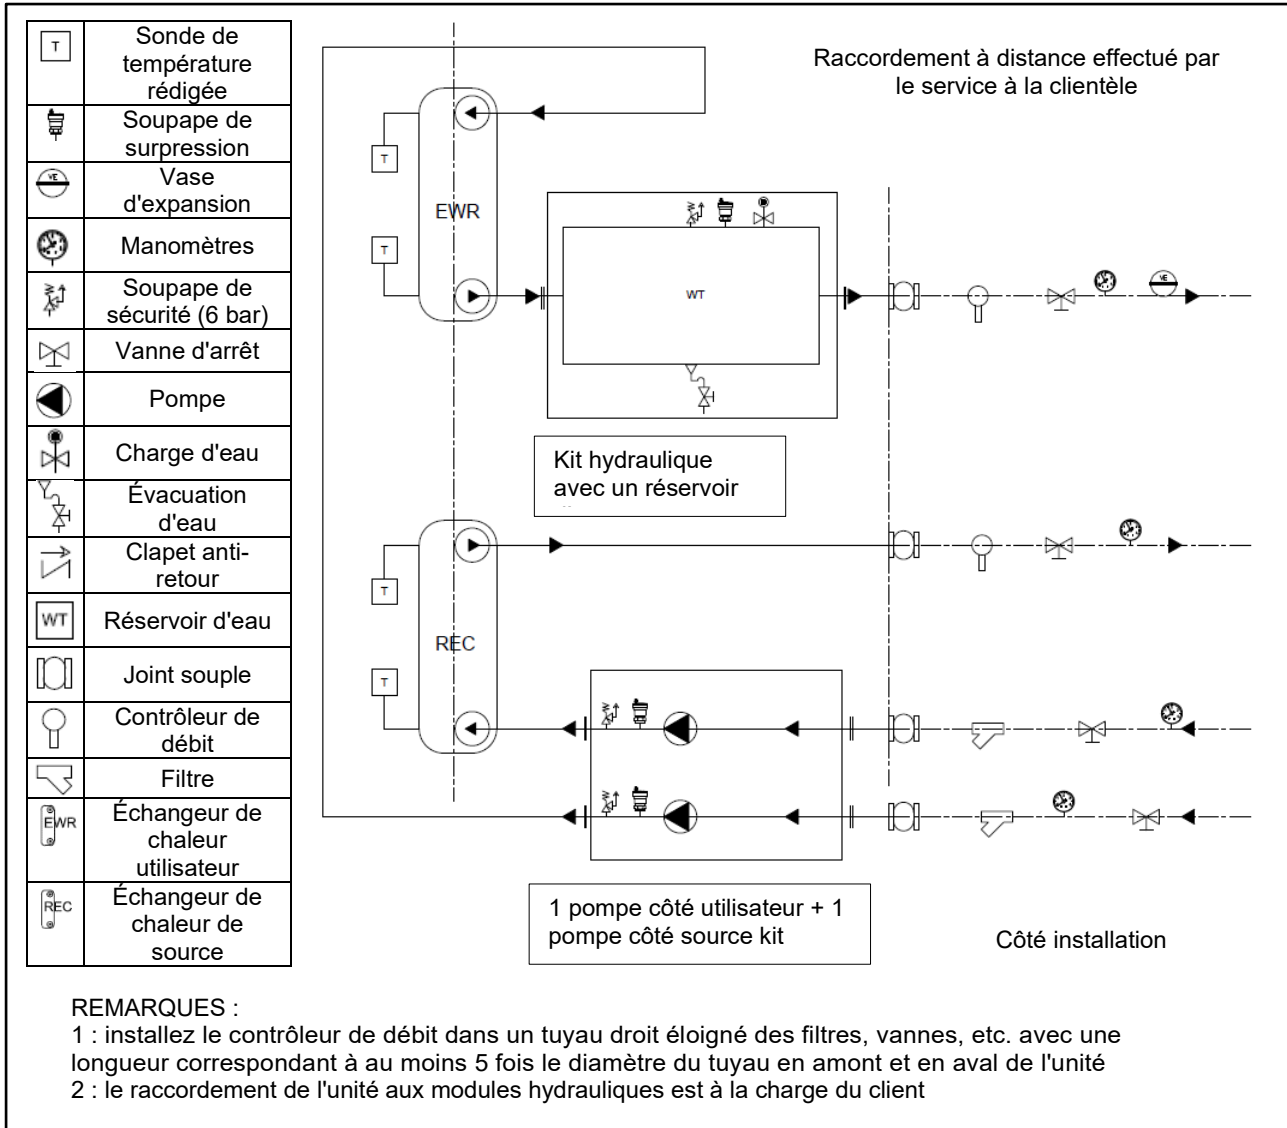 T
Sonde de
température
rédigée
Soupape de
surpression
VE
Vase
d'expansion
Manomètres
Soupape de
sécurité (6 bar)
Vanne d'arrêt
Pompe
Charge d'eau
Évacuation
d'eau
Clapet anti-
retour
WT
Réservoir d'eau
Joint souple
Contrôleur de
débit
Filtre
EWR
Échangeur de
chaleur
utilisateur
REC
Échangeur de
chaleur de
source
Raccordement à distance effectué par
le service à la clientèle
T
EWR
T
WT
VE
Kit hydraulique
avec un réservoir
T
REC
T
1 pompe côté utilisateur + 1
pompe côté source kit
Côté installation
REMARQUES :
1 : installez le contrôleur de débit dans un tuyau droit éloigné des filtres, vannes, etc. avec une
longueur correspondant à au moins 5 fois le diamètre du tuyau en amont et en aval de l'unité
2 : le raccordement de l'unité aux modules hydrauliques est à la charge du client